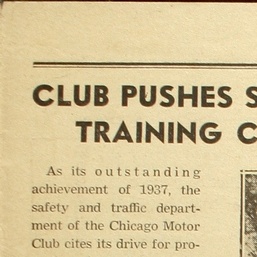 CLUB PUSHES S
TRAINING C
As its outstanding
achievement of 1937, the
safety and traffic depart-
ment of the Chicago Motor
Club cites its drive for pro-